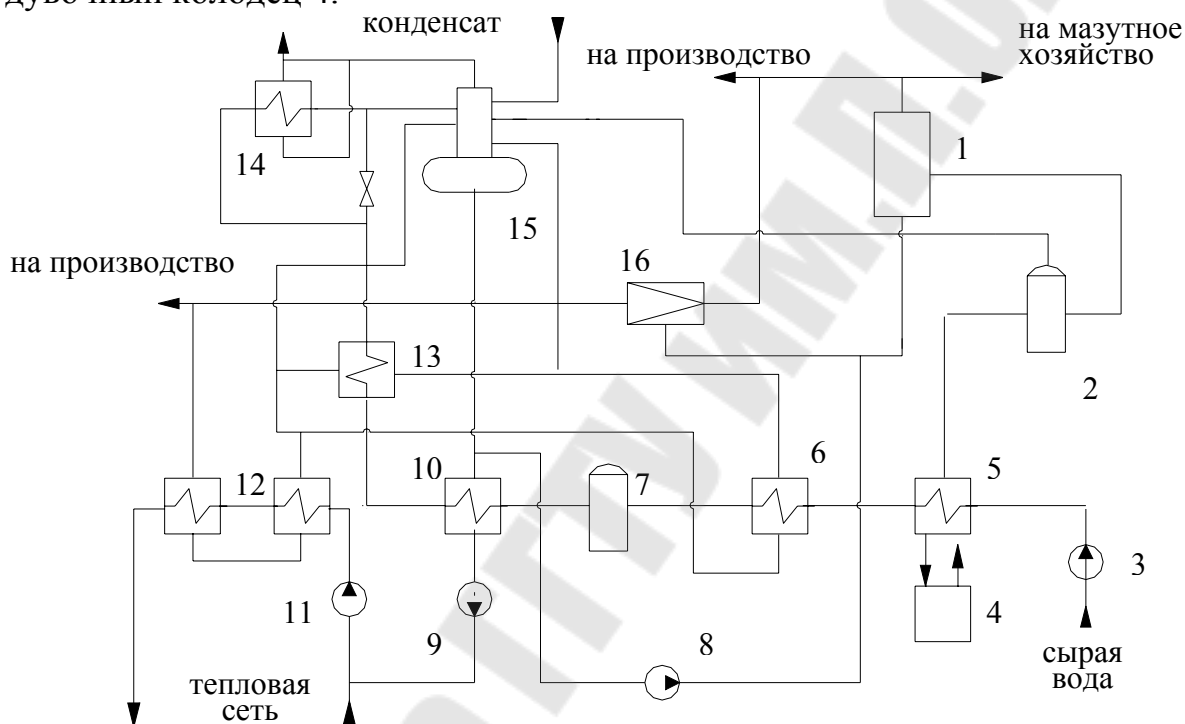 дувочный колодец 4.
конденсат
на производство
на мазутное
хозяйство
14
1
15
на производство
16
13
2
12
10
7
6
5
11
9
8
4
3
тепловая
сеть
сырая
вода